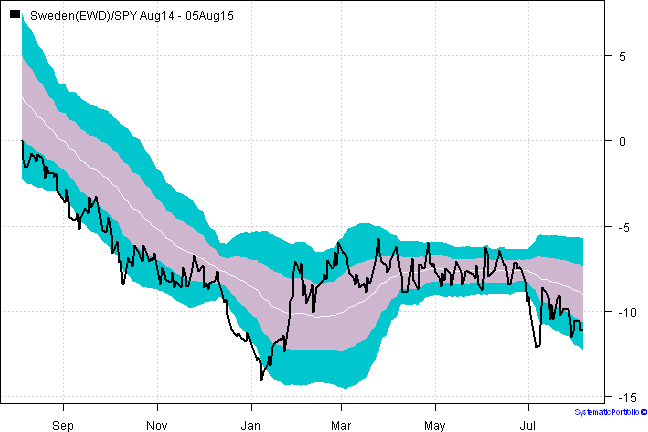 Sweden(EWD)/SPY Aug14 - 05Aug15
5
0
-5
-10
-15
Sep Nov Jan Mar May Jul
SystematicPortfolio ©